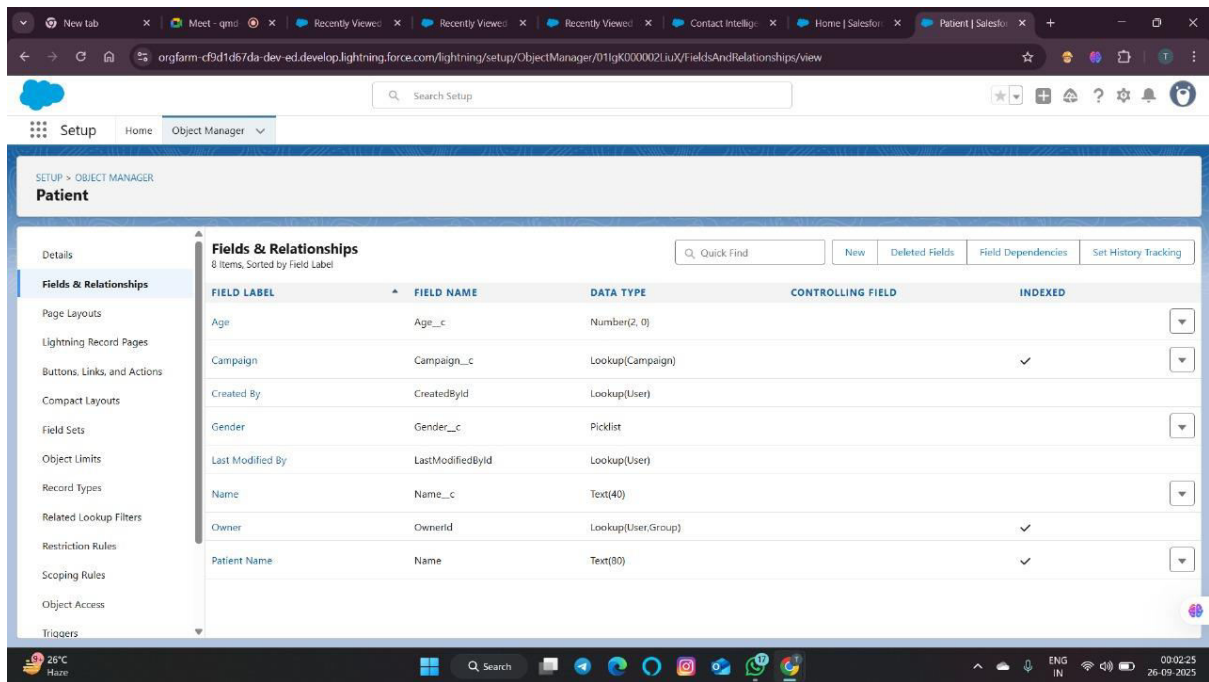 New tab
Meet - qmd
Recently Viewed
Recently Viewed
Recently Viewed
Contact Intellige
Home | Salesfor
Patient | Salesfo
orgfarm-cf9d1d67da-dev-ed.develop.lightning.force.com/lightning/setup/ObjectManager/01IgK000002LiuX/FieldsAndRelationships/view
T
Search Setup
Setup Home Object Manager
SETUP > OBJECT MANAGER
Patient
Details
Fields & Relationships
Page Layouts
Lightning Record Pages
Buttons, Links, and Actions
Compact Layouts
Field Sets
Object Limits
Record Types
Related Lookup Filters
Restriction Rules
Scoping Rules
Object Access
Triggers
Fields & Relationships
8 Items, Sorted by Field Label
Quick Find
New Deleted Fields Field Dependencies Set History Tracking
FIELD LABEL FIELD NAME DATA TYPE CONTROLLING FIELD INDEXED
Age Age__c Number(2, 0)
Campaign Campaign__c Lookup(Campaign)
Created By CreatedById Lookup(User)
Gender Gender__c Picklist
Last Modified By LastModifiedById Lookup(User)
Name Name__c Text(40)
Owner OwnerId Lookup(User,Group)
Patient Name Name Text(80)
9+
26°C
Haze
Search
17
ENG
IN
00:02:25
26-09-2025